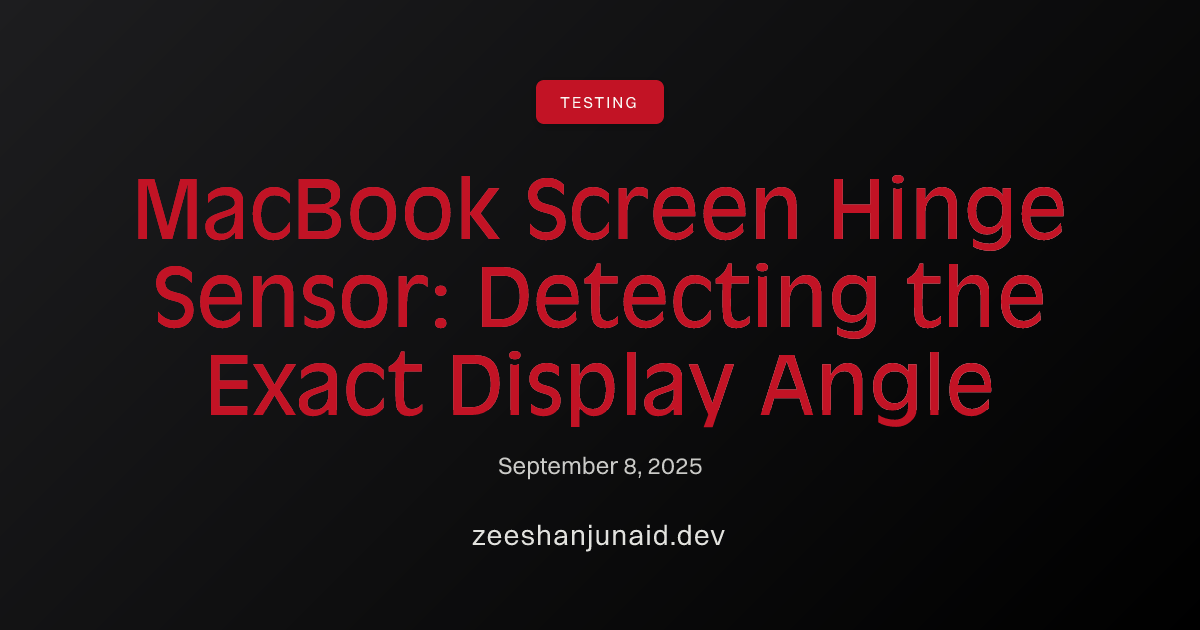 TESTING
MacBook Screen Hinge
Sensor: Detecting the
Exact Display Angle
September 8, 2025
zeeshanjunaid.dev